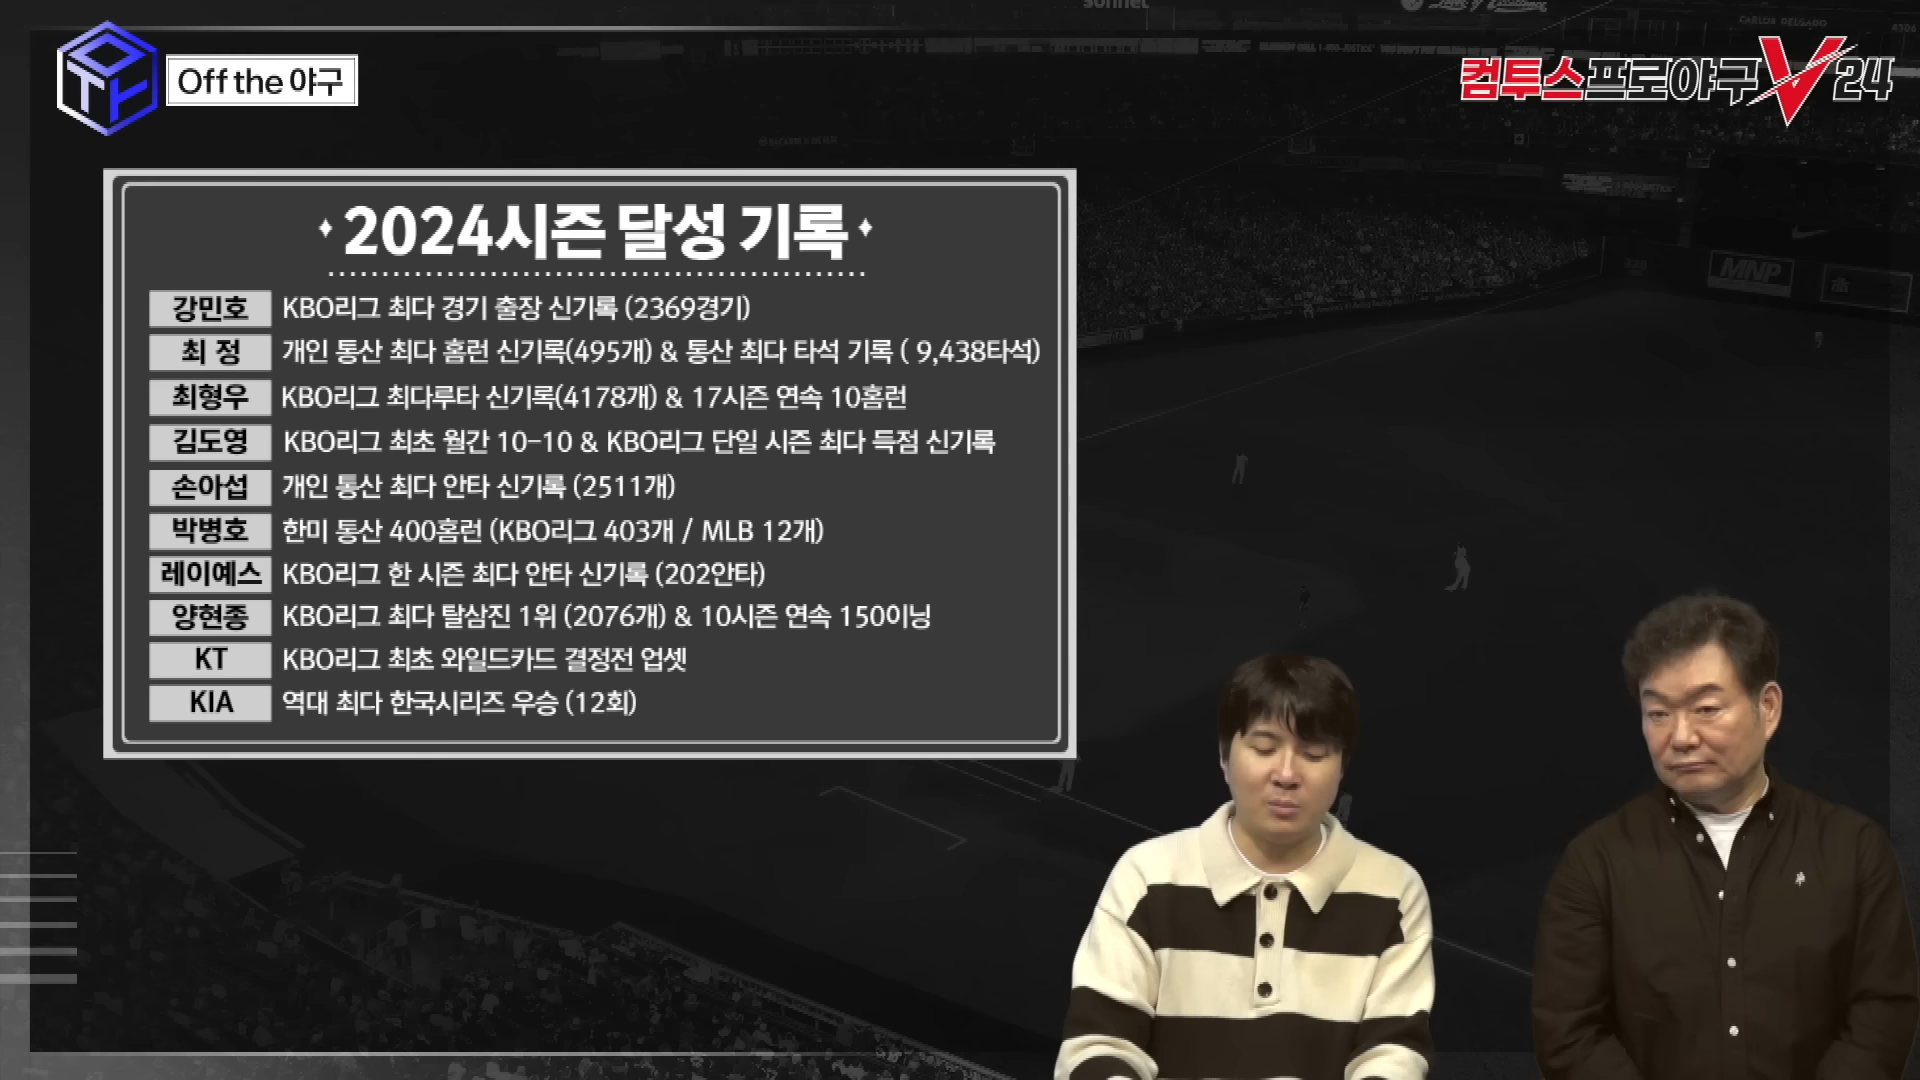 sonnet
CARLOS DELGADO
OTH
Off the 야구
컴투스프로야구V24
MNP
2024시즌 달성 기록
강민호 KBO리그 최다 경기 출장 신기록 (2369경기)
최 정 개인 통산 최다 홈런 신기록(495개) & 통산 최다 타석 기록 ( 9,438타석)
최형우 KBO리그 최다루타 신기록(4178개) & 17시즌 연속 10홈런
김도영 KBO리그 최초 월간 10-10 & KBO리그 단일 시즌 최다 득점 신기록
손아섭 개인 통산 최다 안타 신기록 (2511개)
박병호 한미 통산 400홈런 (KBO리그 403개 / MLB 12개)
레이예스 KBO리그 한 시즌 최다 안타 신기록 (202안타)
양현종 KBO리그 최다 탈삼진 1위 (2076개) & 10시즌 연속 150이닝
KT KBO리그 최초 와일드카드 결정전 업셋
KIA 역대 최다 한국시리즈 우승 (12회)